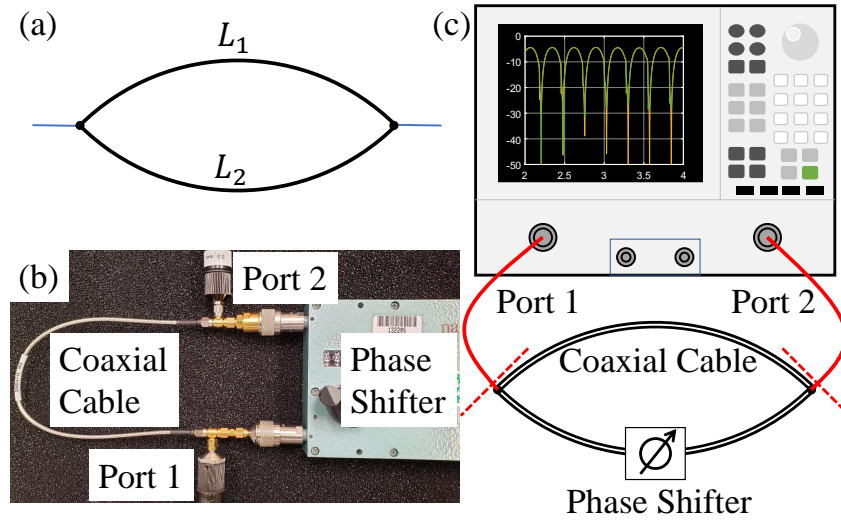 (a)
L₁
L₂
(b)
Port 2
Coaxial
Cable
Phase
Shifter
Port 1
132205
(c)
0
-10
-20
-30
-40
-50
2
2.5
3
3.5
4
Port 1
Port 2
Coaxial Cable
Phase Shifter